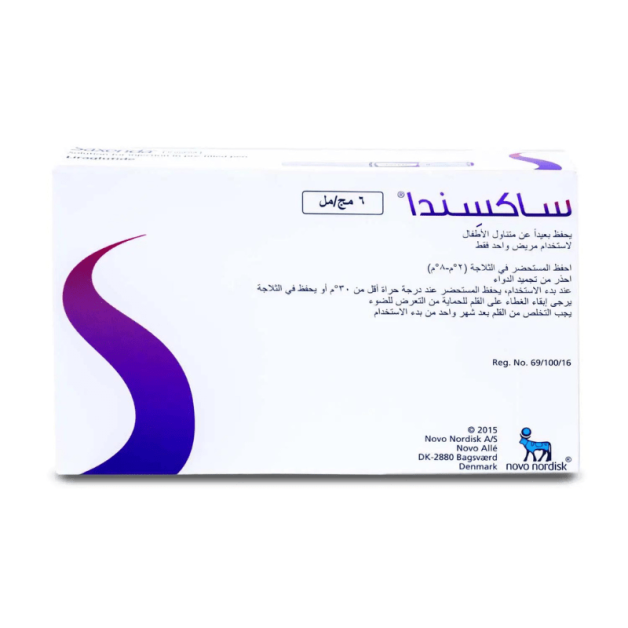 Saxenda®
Liraglutide
ساكسندا®
٦ مج/مل
يحفظ بعيداً عن متناول الأطفال
لاستخدام مريض واحد فقط
احفظ المستحضر في الثلاجة (٢°م-٨°م)
احذر من تجميد الدواء
عند بدء الاستخدام، يحفظ المستحضر عند درجة حراة أقل من ٣٠°م أو يحفظ في الثلاجة
يرجى إبقاء الغطاء على القلم للحماية من التعرض للضوء
يجب التخلص من القلم بعد شهر واحد من بدء الاستخدام
Reg. No. 69/100/16
© 2015
Novo Nordisk A/S
Novo Allé
DK-2880 Bagsværd
Denmark
novo nordisk®